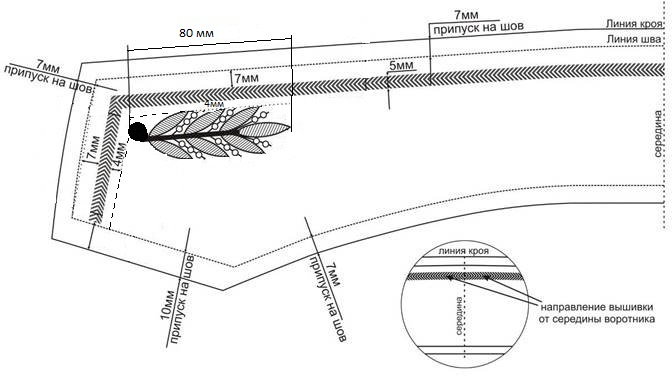 80 мм
7мм
припуск на шов
Линия кроя
Линия шва
7мм
припуск на шов
7мм
5мм
4мм
7мм
4мм
середина
10мм
припуск на шов
7мм
припуск на шов
линия кроя
середина
направление вышивки
от середины воротника